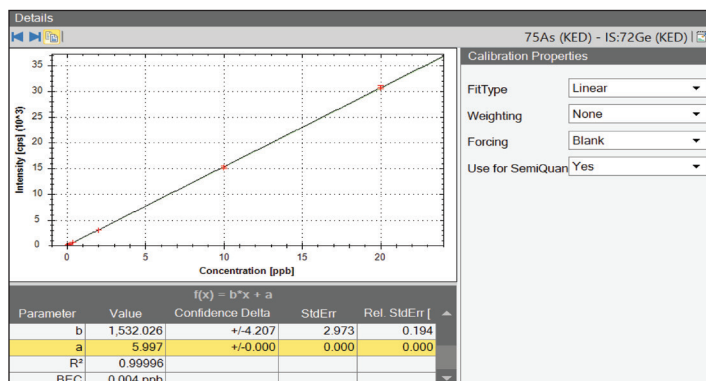 Details
75As (KED) - IS:72Ge (KED)
Calibration Properties
FitType Linear
Weighting None
Forcing Blank
Use for SemiQuan Yes
Intensity [cps] (10^3)
35
30
25
20
15
10
5
0
0 5 10 15 20
Concentration [ppb]
f(x) = b*x + a
Parameter Value Confidence Delta StdErr Rel. StdErr [
b 1,532.026 +/-4.207 2.973 0.194
a 5.997 +/-0.000 0.000 0.000
R² 0.99996
BEC 0.004 ppb